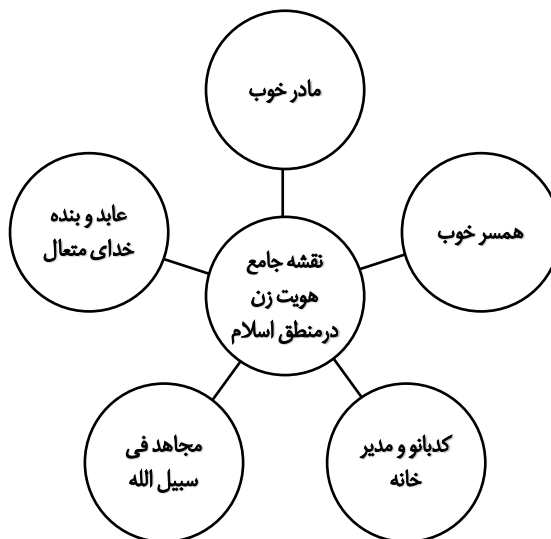 مادر خوب
همسر خوب
کدبانو و مدیر
خانه
مجاهد فی
سبیل الله
عابد و بنده
خدای متعال
نقشه جامع
هویت زن
درمنطق اسلام